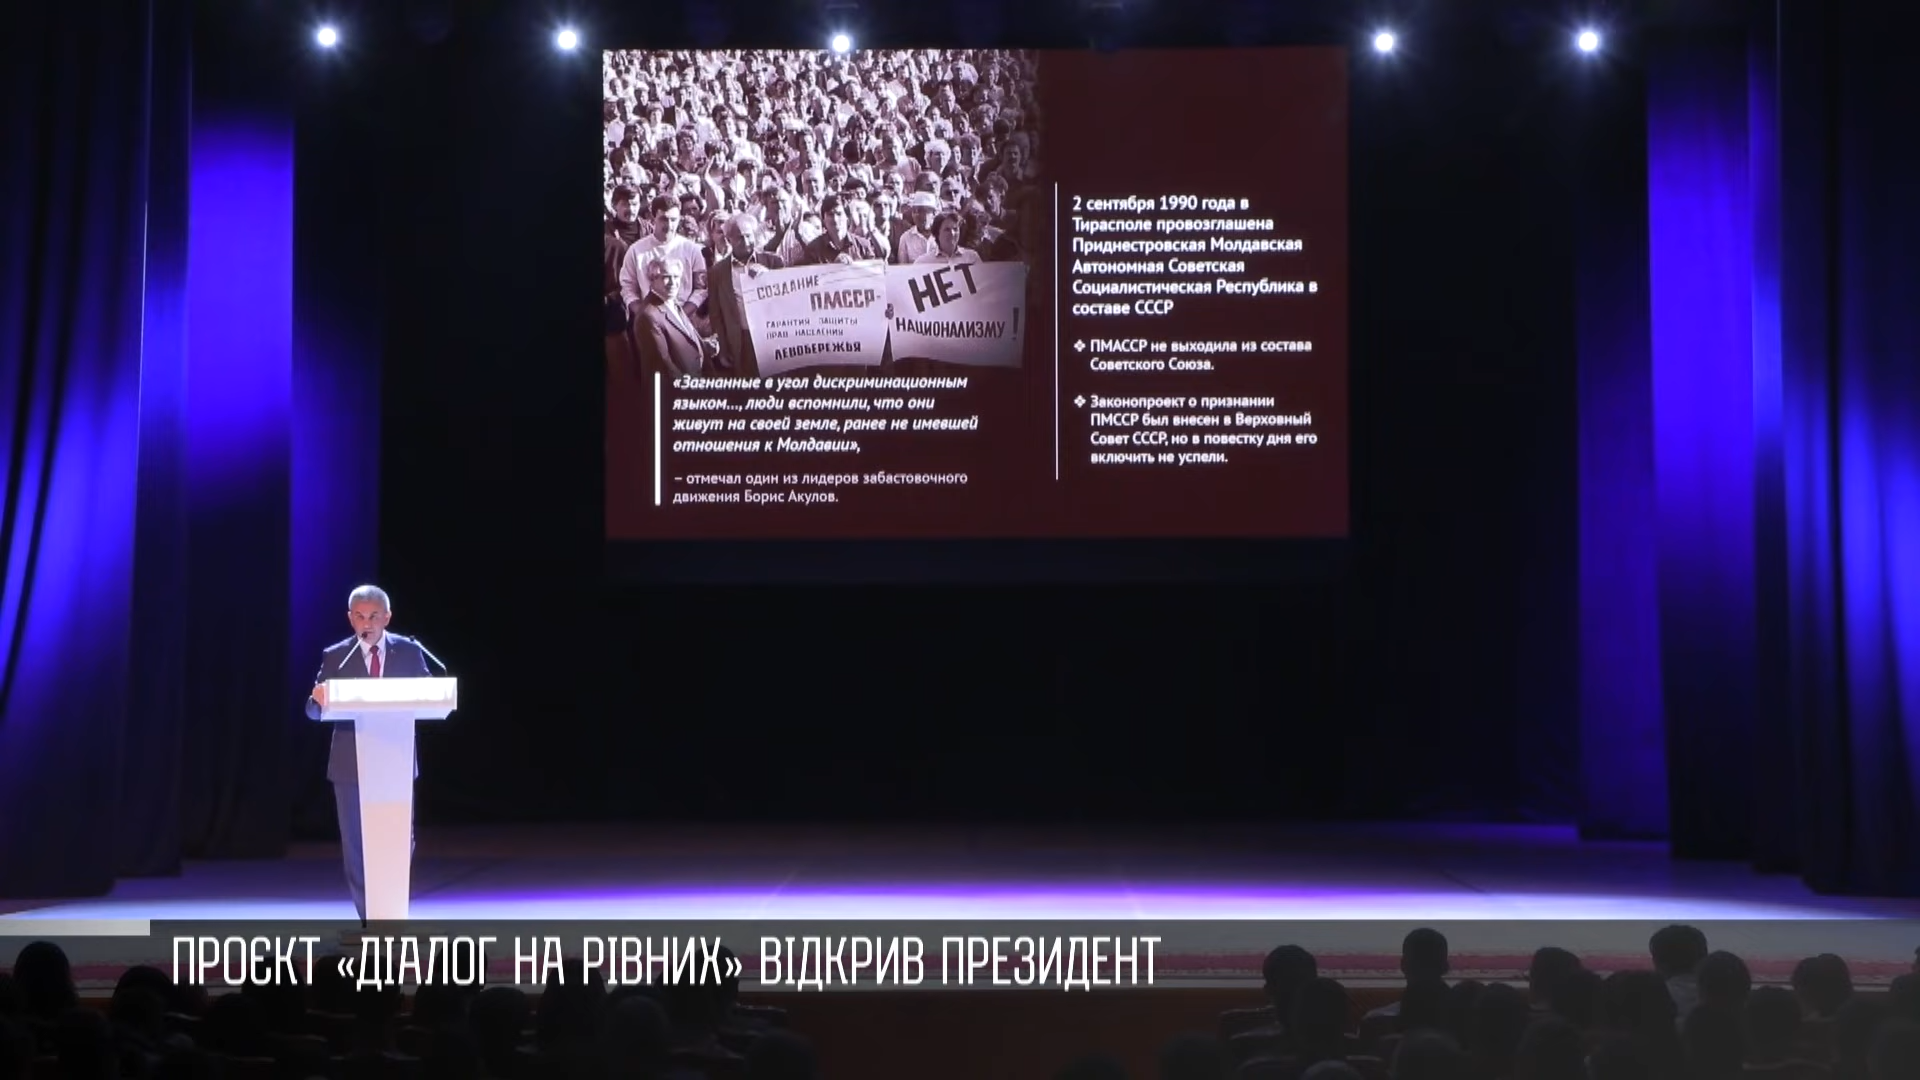 СОЗДАНИЕ
ПМССР-
ГАРАНТИЯ ЗАЩИТЫ
ПРАВ НАСЕЛЕНИЯ
ЛЕВОБЕРЕЖЬЯ
НЕТ
НАЦИОНАЛИЗМУ!
«Загнанные в угол дискриминационным
языком..., люди вспомнили, что они
живут на своей земле, ранее не имевшей
отношения к Молдавии»,
– отмечал один из лидеров забастовочного
движения Борис Акулов.
2 сентября 1990 года в
Тирасполе провозглашена
Приднестровская Молдавская
Автономная Советская
Социалистическая Республика в
составе СССР
❖ ПМАССР не выходила из состава
Советского Союза.
❖ Законопроект о признании
ПМССР был внесен в Верховный
Совет СССР, но в повестку дня его
включить не успели.
ПРОЄКТ «ДІАЛОГ НА РІВНИХ» ВІДКРИВ ПРЕЗИДЕНТ